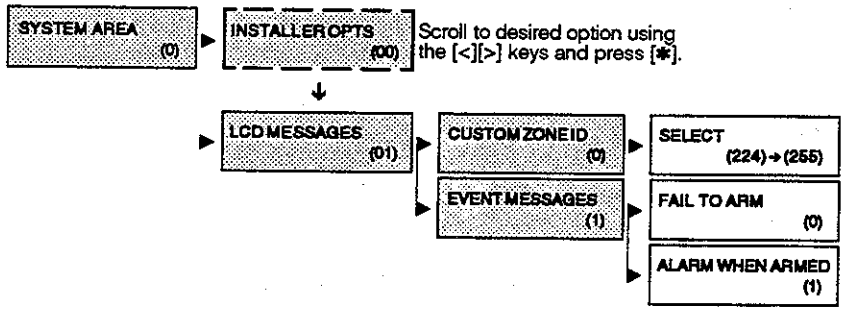 SYSTEM AREA
(0)
INSTALLER OPTS
(00)
Scroll to desired option using
the [<][>] keys and press [✱].
LCD MESSAGES
(01)
CUSTOM ZONE ID
(0)
SELECT
(224)→(255)
EVENT MESSAGES
(1)
FAIL TO ARM
(0)
ALARM WHEN ARMED
(1)